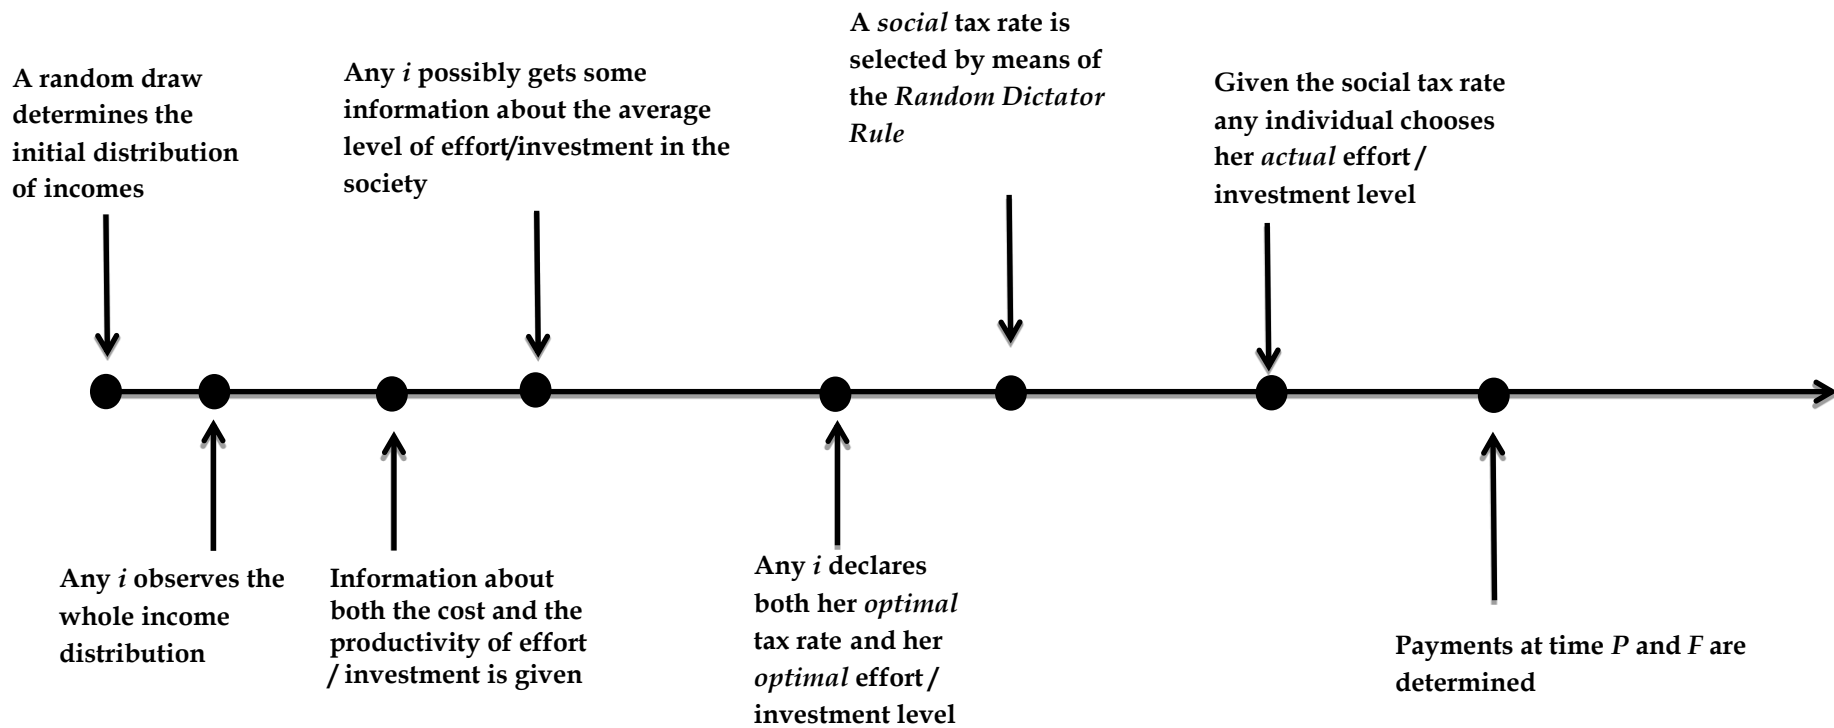 A random draw
determines the
initial distribution
of incomes
Any i observes the
whole income
distribution
Information about
both the cost and the
productivity of effort
/ investment is given
Any i possibly gets some
information about the average
level of effort/investment in the
society
Any i declares
both her optimal
tax rate and her
optimal effort /
investment level
A social tax rate is
selected by means of
the Random Dictator
Rule
Given the social tax rate
any individual chooses
her actual effort /
investment level
Payments at time P and F are
determined